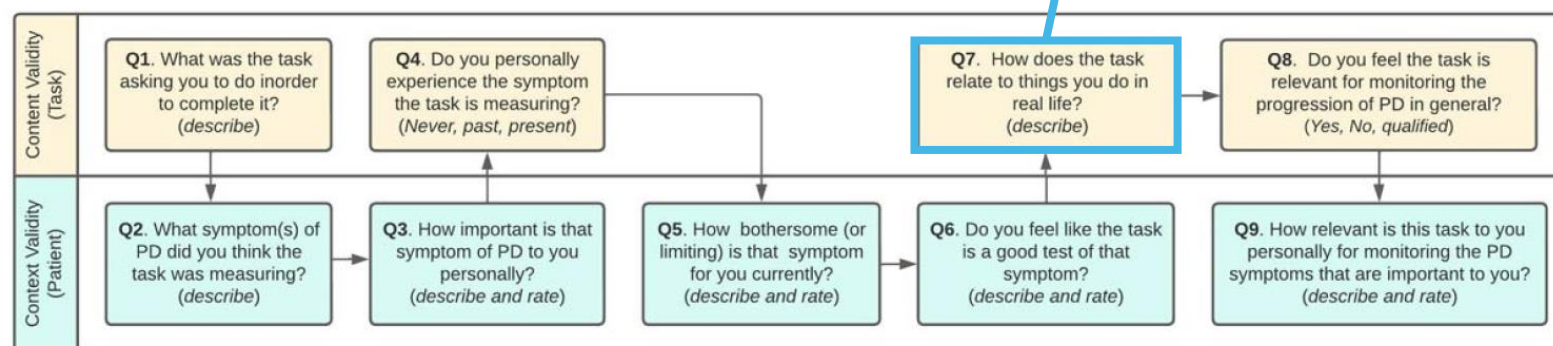 Content Validity
(Task)
Q1. What was the task
asking you to do inorder
to complete it?
(describe)
Q4. Do you personally
experience the symptom
the task is measuring?
(Never, past, present)
Q7. How does the task
relate to things you do in
real life?
(describe)
Q8. Do you feel the task is
relevant for monitoring the
progression of PD in general?
(Yes, No, qualified)
Context Validity
(Patient)
Q2. What symptom(s) of
PD did you think the
task was measuring?
(describe)
Q3. How important is that
symptom of PD to you
personally?
(describe and rate)
Q5. How bothersome (or
limiting) is that symptom
for you currently?
(describe and rate)
Q6. Do you feel like the task
is a good test of that
symptom?
(describe and rate)
Q9. How relevant is this task to you
personally for monitoring the PD
symptoms that are important to you?
(describe and rate)